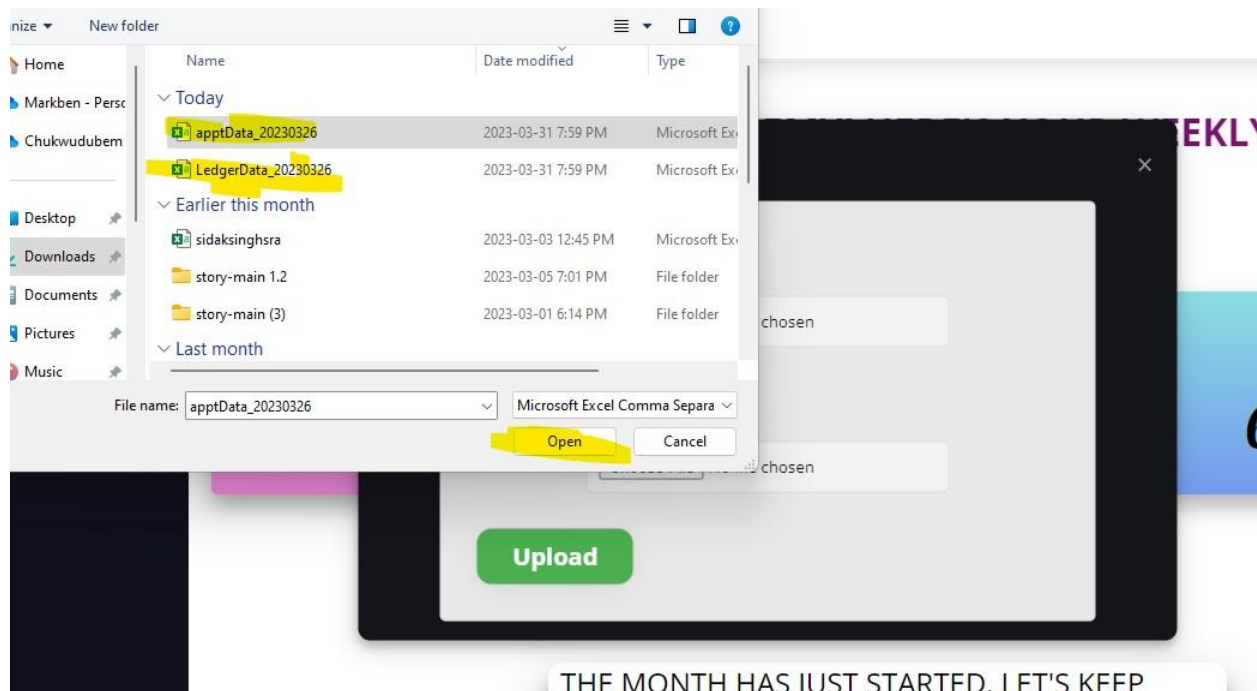 New folder
Name Date modified Type
Home
Markben - Persc
Today
Chukwudubem
apptData_20230326 2023-03-31 7:59 PM Microsoft Ex
LedgerData_20230326 2023-03-31 7:59 PM Microsoft Ex
Earlier this month
Desktop
sidaksinghsra 2023-03-03 12:45 PM Microsoft Ex
Downloads
story-main 1.2 2023-03-05 7:01 PM File folder
Documents
story-main (3) 2023-03-01 6:14 PM File folder
Pictures
Last month
Music
File name: apptData_20230326 Microsoft Excel Comma Separa
Open Cancel
EKLY
chosen
chosen
Upload
THE MONTH HAS JUST STARTED. LET'S KEEP